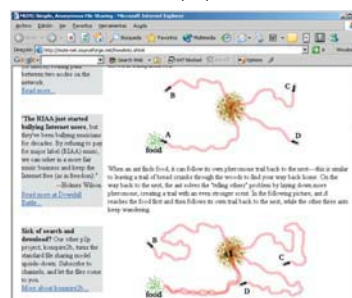 MUTE: Simple, Anonymous File Sharing - Microsoft Internet Explorer
Archivo Edición Ver Favoritos Herramientas Ayuda
Búsqueda Favoritos Multimedia
Google
Search Web
Options
between two nodes on the
network.
Read more...
"The RIAA just started
bullying Internet users, but
they've been bullying musicians
for decades. By refusing to pay
for major label (RIAA) music,
we can usher in a more fair
music business and keep the
Internet free (as in freedom)."
—Holmes Wilson
Read more at Downhill
Battle...
Sick of search and
download? Our other p2p
project, konspire2b, turns the
standard file sharing model
upside-down. Subscribe to
channels, and let the files come
to you.
More about konspire2b...
B
C
A
D
food
When an ant finds food, it can follow its own pheromone trail back to the nest—this is similar
to leaving a trail of bread crumbs through the woods to find your way back home. On the
way back to the nest, the ant solves the "telling others" problem by laying down more
pheromone, creating a trail with an even stronger scent. In the following picture, ant A
reaches the food first and then follows its own trail back to the nest, while the other three ants
keep wandering.
B
C
D
food